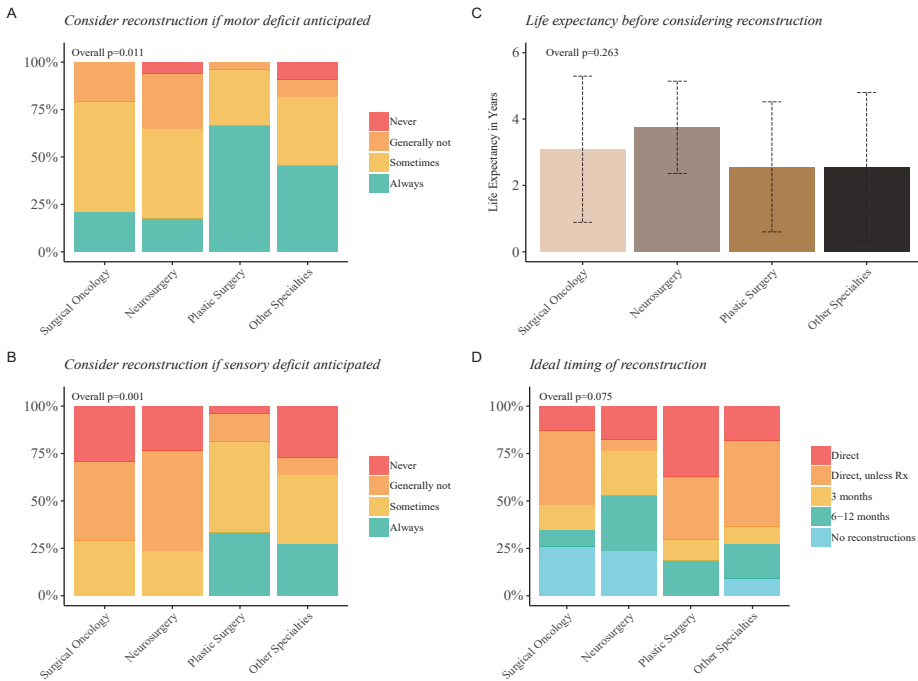 A
Consider reconstruction if motor deficit anticipated
Overall p=0.011
100%
75%
50%
25%
0%
Surgical Oncology
Neurosurgery
Plastic Surgery
Other Specialties
Never
Generally not
Sometimes
Always
C
Life expectancy before considering reconstruction
Overall p=0.263
Life Expectancy in Years
6
4
2
0
Surgical Oncology
Neurosurgery
Plastic Surgery
Other Specialties
B
Consider reconstruction if sensory deficit anticipated
Overall p=0.001
100%
75%
50%
25%
0%
Surgical Oncology
Neurosurgery
Plastic Surgery
Other Specialties
Never
Generally not
Sometimes
Always
D
Ideal timing of reconstruction
Overall p=0.075
100%
75%
50%
25%
0%
Surgical Oncology
Neurosurgery
Plastic Surgery
Other Specialties
Direct
Direct, unless Rx
3 months
6−12 months
No reconstructions